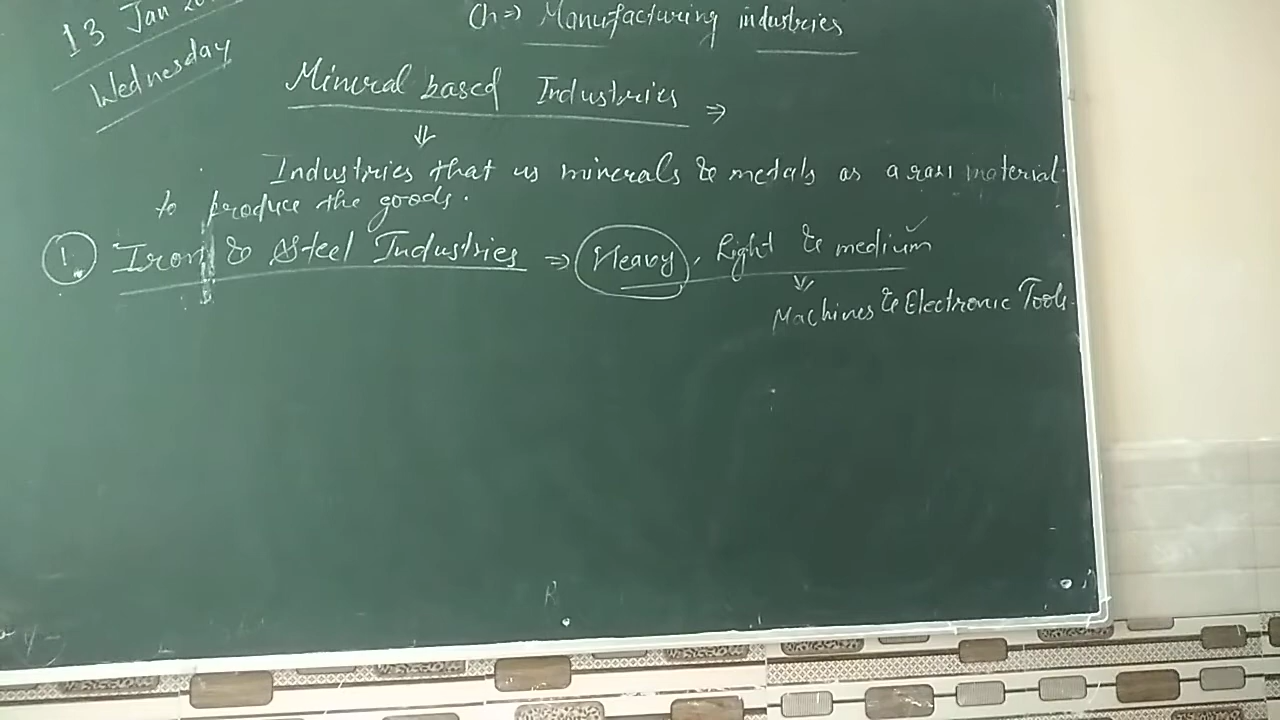 13 Jan
Wednesday
Ch ⇒ Manufacturing industries
Mineral based Industries ⇒
⇓
Industries that us minerals & metals as a raw material
to produce the goods.
1. Iron & Steel Industries ⇒ Heavy, Light & medium ✓
⇓
Machines & Electronic Tools.